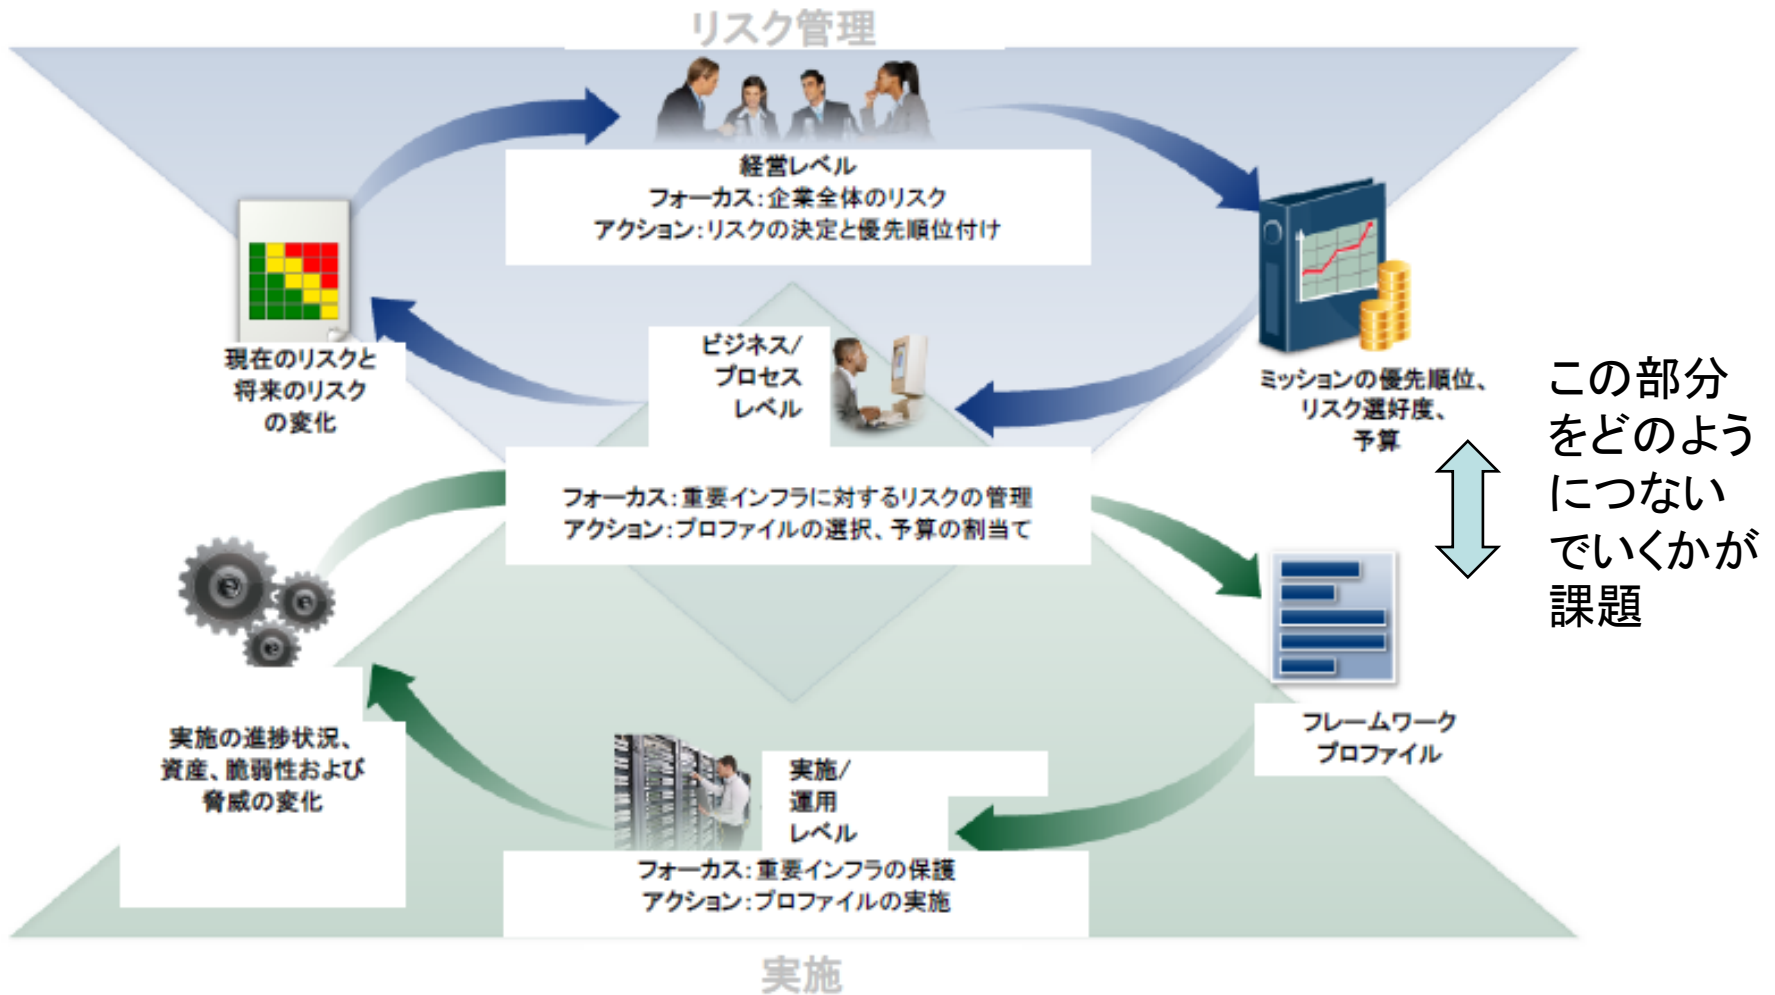 リスク管理
経営レベル
フォーカス：企業全体のリスク
アクション：リスクの決定と優先順位付け
現在のリスクと
将来のリスク
の変化
ビジネス/
プロセス
レベル
ミッションの優先順位、
リスク選好度、
予算
この部分
をどのよう
につない
でいくかが
課題
フォーカス：重要インフラに対するリスクの管理
アクション：プロファイルの選択、予算の割当て
実施の進捗状況、
資産、脆弱性および
脅威の変化
フレームワーク
プロファイル
実施/
運用
レベル
フォーカス：重要インフラの保護
アクション：プロファイルの実施
実施